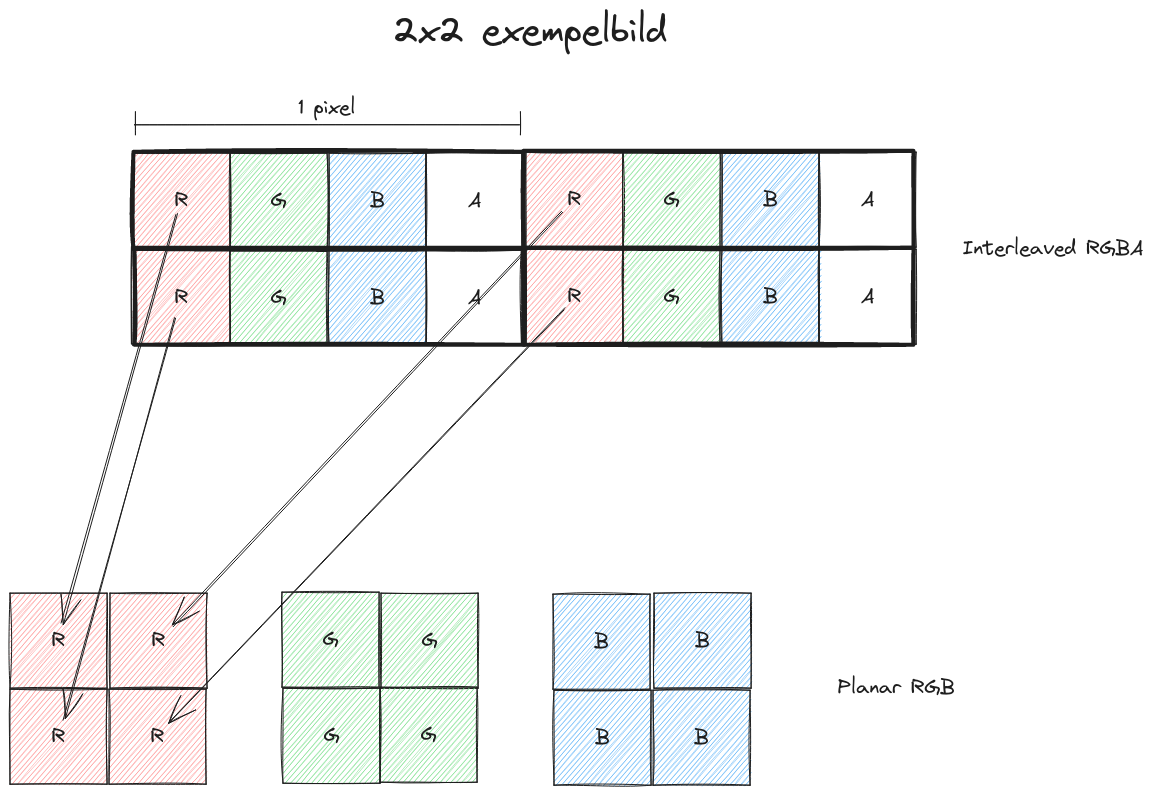 2x2 exempelbild
1 pixel
R G B A R G B A
Interleaved RGBA
R G B A R G B A
R R G G B B
Planar RGB
R R G G B B